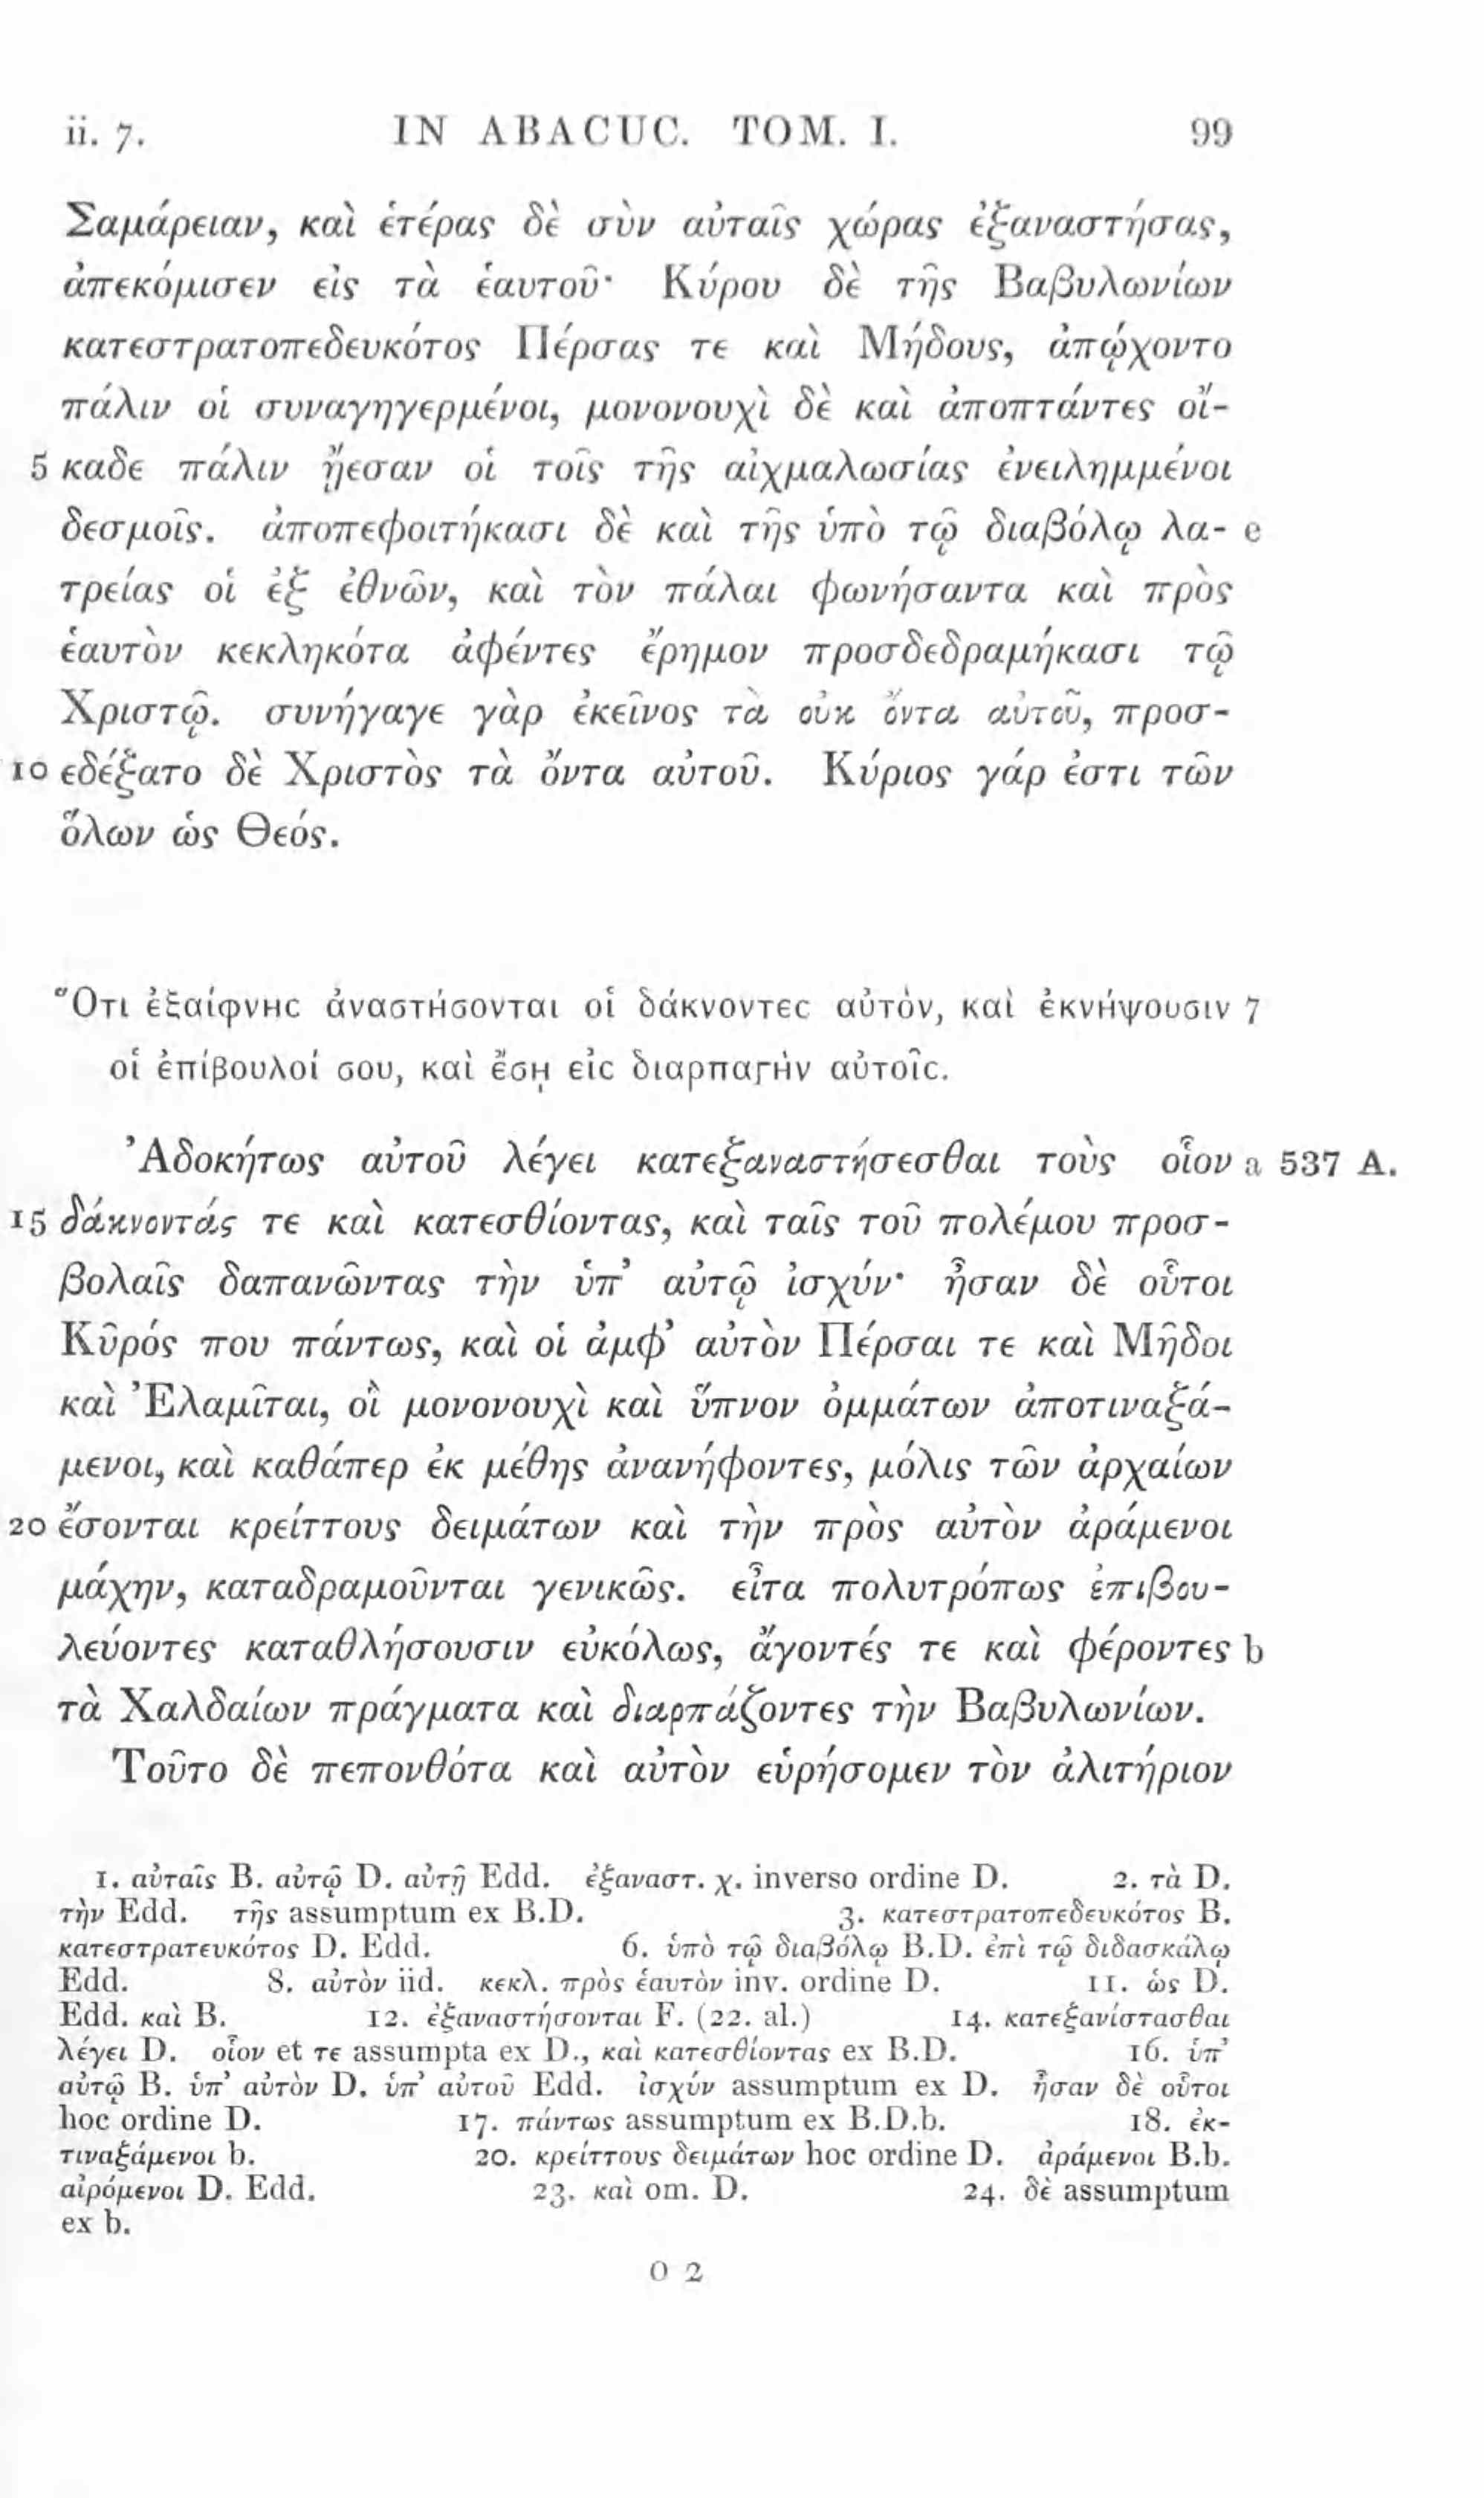 ii. 7. IN ABACUC. TOM. I. 99
Σαμάρειαν, καὶ ἑτέρας δὲ σὺν αὐταῖς χώρας ἐξαναστήσας,
ἀπεκόμισεν εἰς τὰ ἑαυτοῦ· Κύρου δὲ τῆς Βαβυλωνίων
κατεστρατοπεδευκότος Πέρσας τε καὶ Μήδους, ἀπῴχοντο
πάλιν οἱ συναγηγερμένοι, μονονουχὶ δὲ καὶ ἀποπτάντες οἴ-
5 καδε πάλιν ᾔεσαν οἱ τοῖς τῆς αἰχμαλωσίας ἐνειλημμένοι
δεσμοῖς. ἀποπεφοιτήκασι δὲ καὶ τῆς ὑπὸ τῷ διαβόλῳ λα- e
τρείας οἱ ἐξ ἐθνῶν, καὶ τὸν πάλαι φωνήσαντα καὶ πρὸς
ἑαυτὸν κεκληκότα ἀφέντες ἔρημον προσδεδραμήκασι τῷ
Χριστῷ. συνήγαγε γὰρ ἐκεῖνος τὰ οὐκ ὄντα αὐτοῦ, προσ-
10 εδέξατο δὲ Χριστὸς τὰ ὄντα αὐτοῦ. Κύριος γάρ ἐστι τῶν
ὅλων ὡς Θεός.
Ὅτι ἐξαίφνης ἀναστήσονται οἱ δάκνοντες αὐτὸν, καὶ ἐκνήψουσιν 7
οἱ ἐπίβουλοί σου, καὶ ἔσῃ εἰς διαρπαγὴν αὐτοῖς.
Ἀδοκήτως αὐτοῦ λέγει κατεξαναστήσεσθαι τοὺς οἷον a 537 A.
15 δάκνοντάς τε καὶ κατεσθίοντας, καὶ ταῖς τοῦ πολέμου προσ-
βολαῖς δαπανῶντας τὴν ὑπ' αὐτῷ ἰσχύν· ἦσαν δὲ οὗτοι
Κῦρός που πάντως, καὶ οἱ ἀμφ' αὐτὸν Πέρσαι τε καὶ Μῆδοι
καὶ Ἐλαμῖται, οἳ μονονουχὶ καὶ ὕπνον ὀμμάτων ἀποτιναξά-
μενοι, καὶ καθάπερ ἐκ μέθης ἀνανήφοντες, μόλις τῶν ἀρχαίων
20 ἔσονται κρείττους δειμάτων καὶ τὴν πρὸς αὐτὸν ἀράμενοι
μάχην, καταδραμοῦνται γενικῶς. εἶτα πολυτρόπως ἐπιβου-
λεύοντες καταθλήσουσιν εὐκόλως, ἄγοντές τε καὶ φέροντες b
τὰ Χαλδαίων πράγματα καὶ διαρπάζοντες τὴν Βαβυλωνίων.
Τοῦτο δὲ πεπονθότα καὶ αὐτὸν εὑρήσομεν τὸν ἀλιτήριον
1. αὐταῖς B. αὐτῷ D. αὐτῇ Edd. ἐξαναστ. χ. inverso ordine D. 2. τὰ D.
τὴν Edd. τῆς assumptum ex B.D. 3. κατεστρατοπεδευκότος B.
κατεστρατευκότος D. Edd. 6. ὑπὸ τῷ διαβόλῳ B.D. ἐπὶ τῷ διδασκάλῳ
Edd. 8. αὐτὸν iid. κεκλ. πρὸς ἑαυτὸν inv. ordine D. 11. ὡς D.
Edd. καὶ B. 12. ἐξαναστήσονται F. (22. al.) 14. κατεξανίστασθαι
λέγει D. οἷον et τε assumpta ex D., καὶ κατεσθίοντας ex B.D. 16. ὑπ'
αὐτῷ B. ὑπ' αὐτὸν D. ὑπ' αὐτοῦ Edd. ἰσχύν assumptum ex D. ἦσαν δὲ οὗτοι
hoc ordine D. 17. πάντως assumptum ex B.D.b. 18. ἐκ-
τιναξάμενοι b. 20. κρείττους δειμάτων hoc ordine D. ἀράμενοι B.b.
αἰρόμενοι D. Edd. 23. καὶ om. D. 24. δὲ assumptum
ex b.
O 2